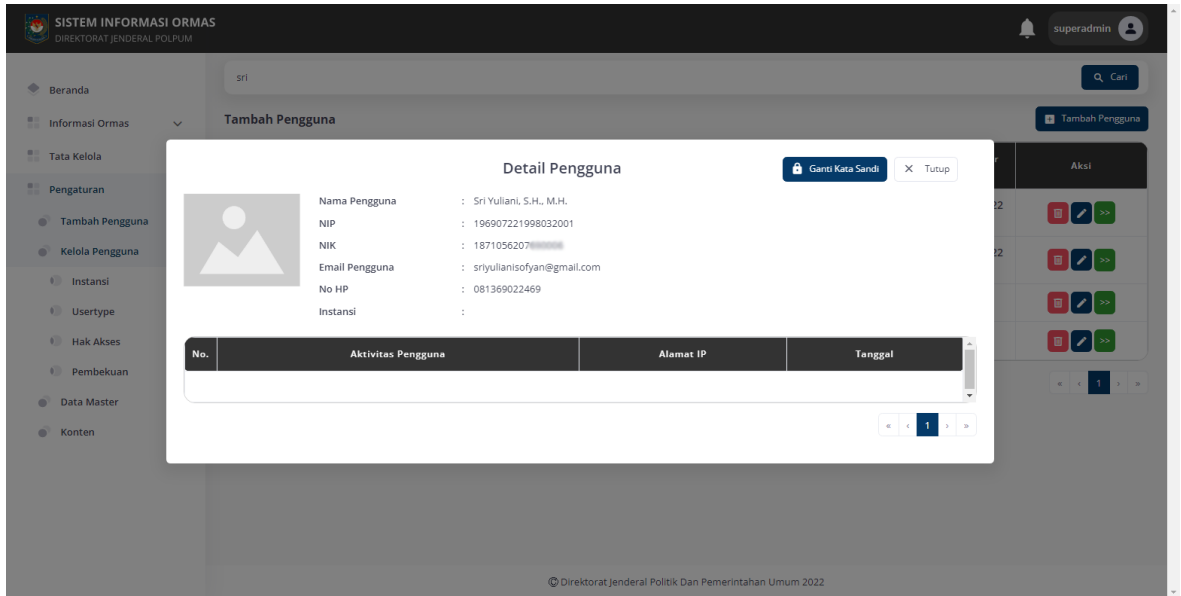 SISTEM INFORMASI ORMAS
DIREKTORAT JENDERAL POLPUM
superadmin
Beranda
Informasi Ormas
Tata Kelola
Pengaturan
Tambah Pengguna
Kelola Pengguna
Instansi
Usertype
Hak Akses
Pembekuan
Data Master
Konten
sri
Cari
Tambah Pengguna
Tambah Pengguna
r
Aksi
22
>>
22
>>
>>
>>
« ‹ 1 › »
Detail Pengguna
Ganti Kata Sandi
X Tutup
Nama Pengguna : Sri Yuliani, S.H., M.H.
NIP : 196907221998032001
NIK : 1871056207
Email Pengguna : sriyulianisofyan@gmail.com
No HP : 081369022469
Instansi :
No. Aktivitas Pengguna Alamat IP Tanggal
« ‹ 1 › »
© Direktorat Jenderal Politik Dan Pemerintahan Umum 2022